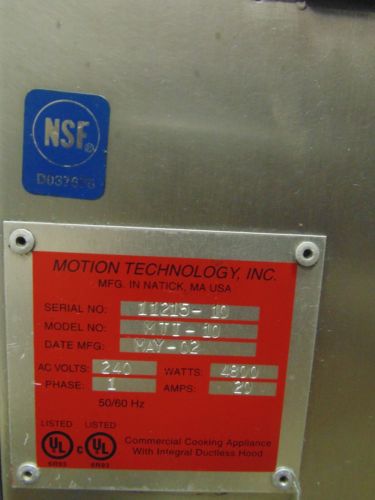 NSF®
MOTION TECHNOLOGY, INC.
MFG. IN NATICK, MA USA
SERIAL NO: 11215-10
MODEL NO: MTI-10
DATE MFG: MAY-02
AC VOLTS: 240 WATTS: 4800
PHASE: 1 AMPS: 20
50/60 Hz
LISTED LISTED
UL c UL
Commercial Cooking Appliance
With Integral Ductless Hood